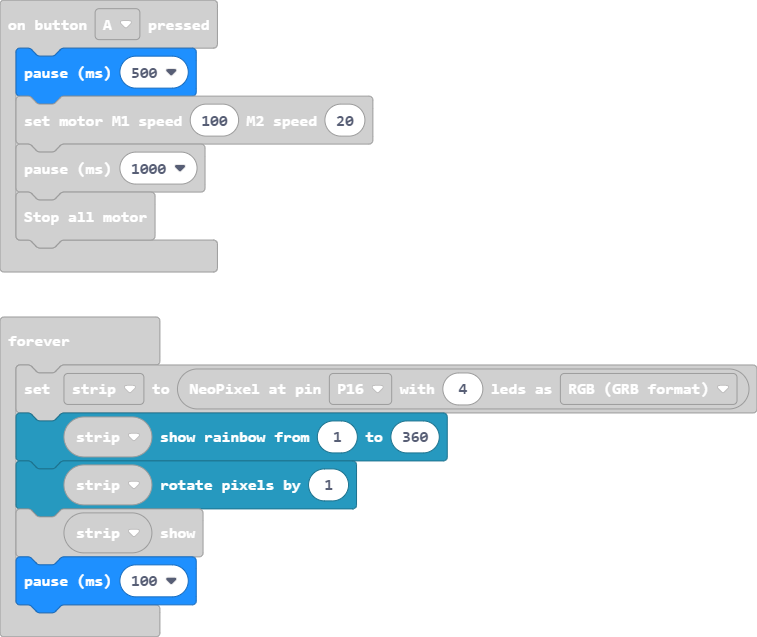 on button A pressed
pause (ms) 500
set motor M1 speed 100 M2 speed 20
pause (ms) 1000
Stop all motor
forever
set strip to NeoPixel at pin P16 with 4 leds as RGB (GRB format)
strip show rainbow from 1 to 360
strip rotate pixels by 1
strip show
pause (ms) 100